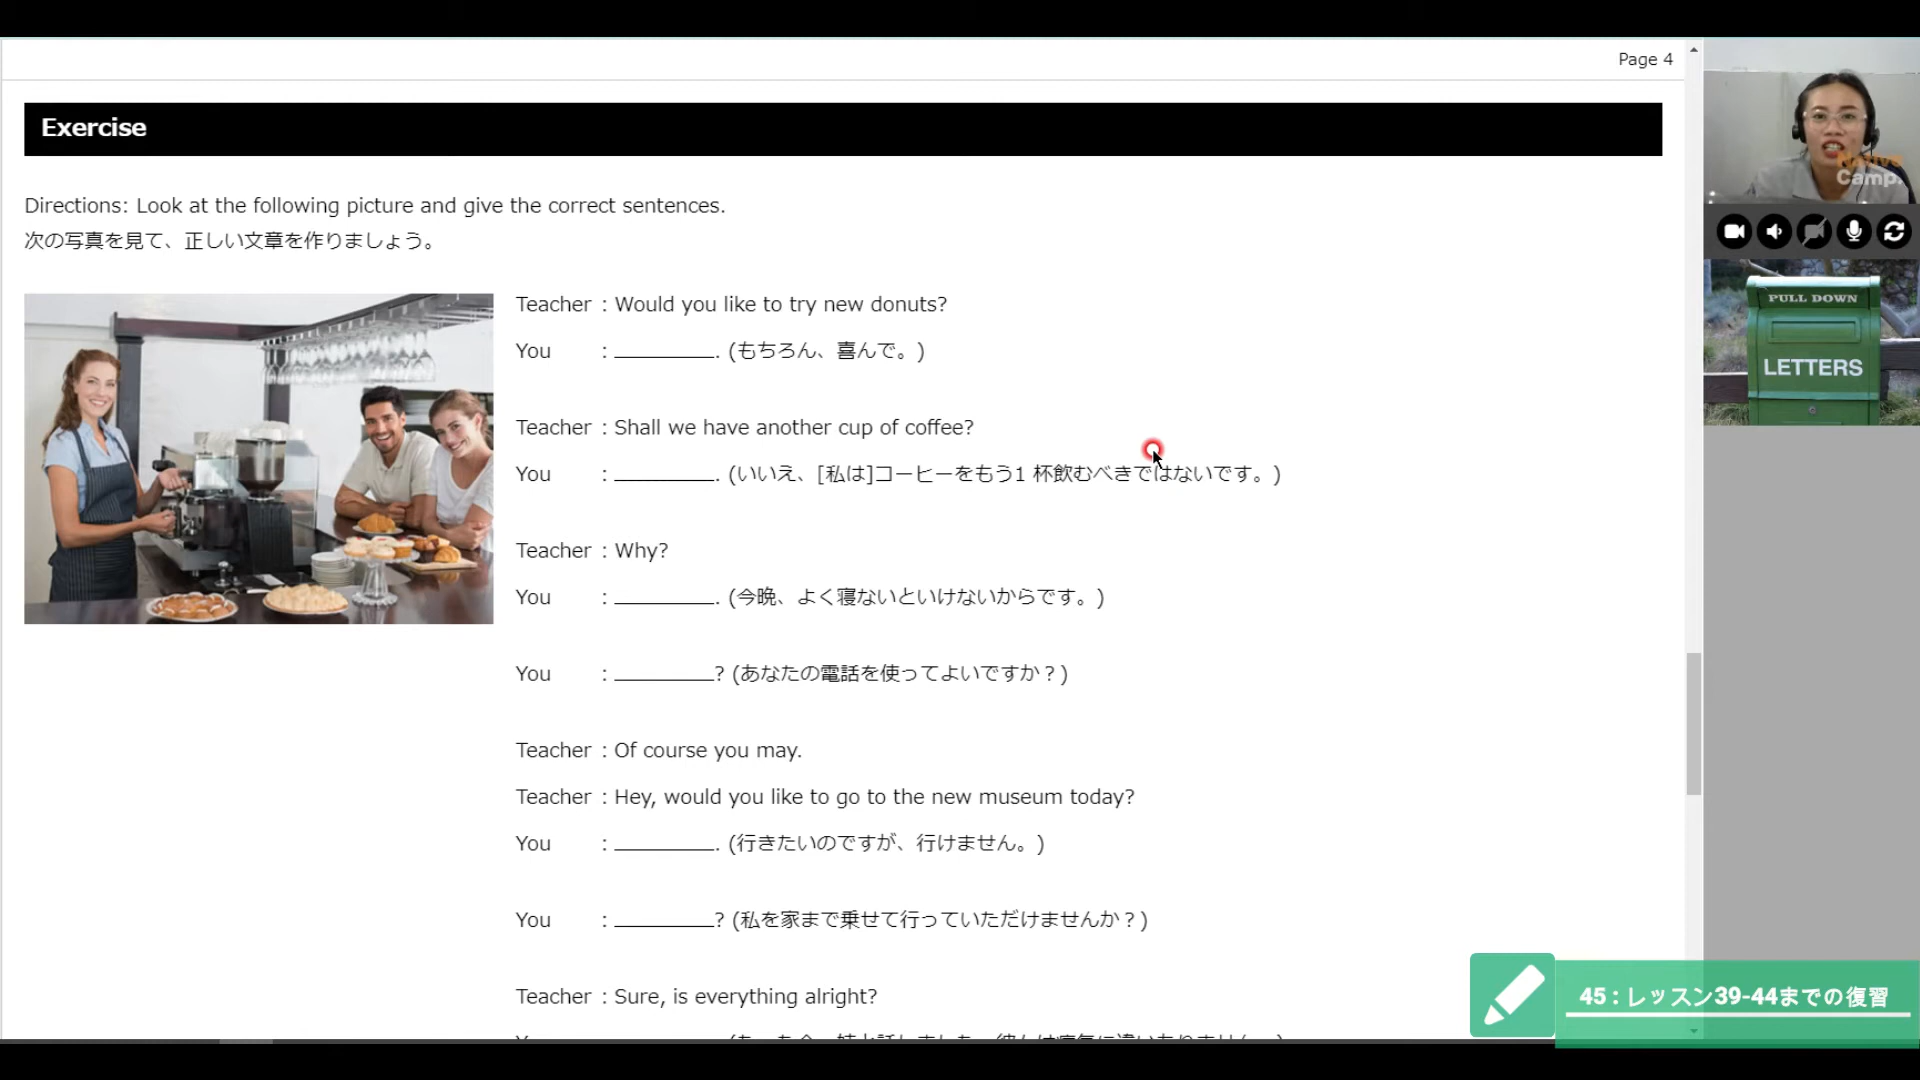 Page 4
Exercise
Directions: Look at the following picture and give the correct sentences.
次の写真を見て、正しい文章を作りましょう。
Teacher : Would you like to try new donuts?
You : __________. (もちろん、喜んで。)
Teacher : Shall we have another cup of coffee?
You : __________. (いいえ、[私は]コーヒーをもう1 杯飲むべきではないです。)
Teacher : Why?
You : __________. (今晩、よく寝ないといけないからです。)
You : __________? (あなたの電話を使ってよいですか？)
Teacher : Of course you may.
Teacher : Hey, would you like to go to the new museum today?
You : __________. (行きたいのですが、行けません。)
You : __________? (私を家まで乗せて行っていただけませんか？)
Teacher : Sure, is everything alright?
Native
Camp.
PULL DOWN
LETTERS
45 : レッスン39-44までの復習